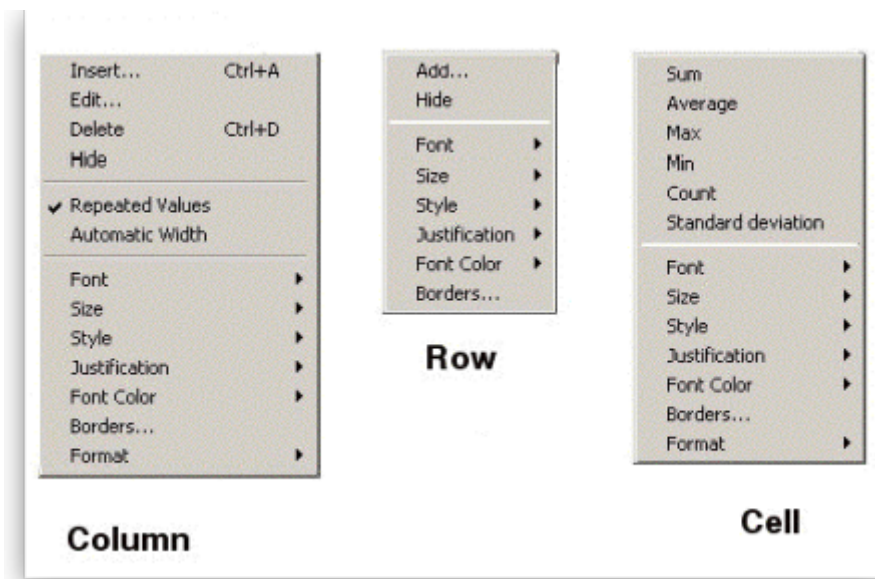 Insert... Ctrl+A
Edit...
Delete Ctrl+D
Hide
Repeated Values
Automatic Width
Font
Size
Style
Justification
Font Color
Borders...
Format
Column
Add...
Hide
Font
Size
Style
Justification
Font Color
Borders...
Row
Sum
Average
Max
Min
Count
Standard deviation
Font
Size
Style
Justification
Font Color
Borders...
Format
Cell